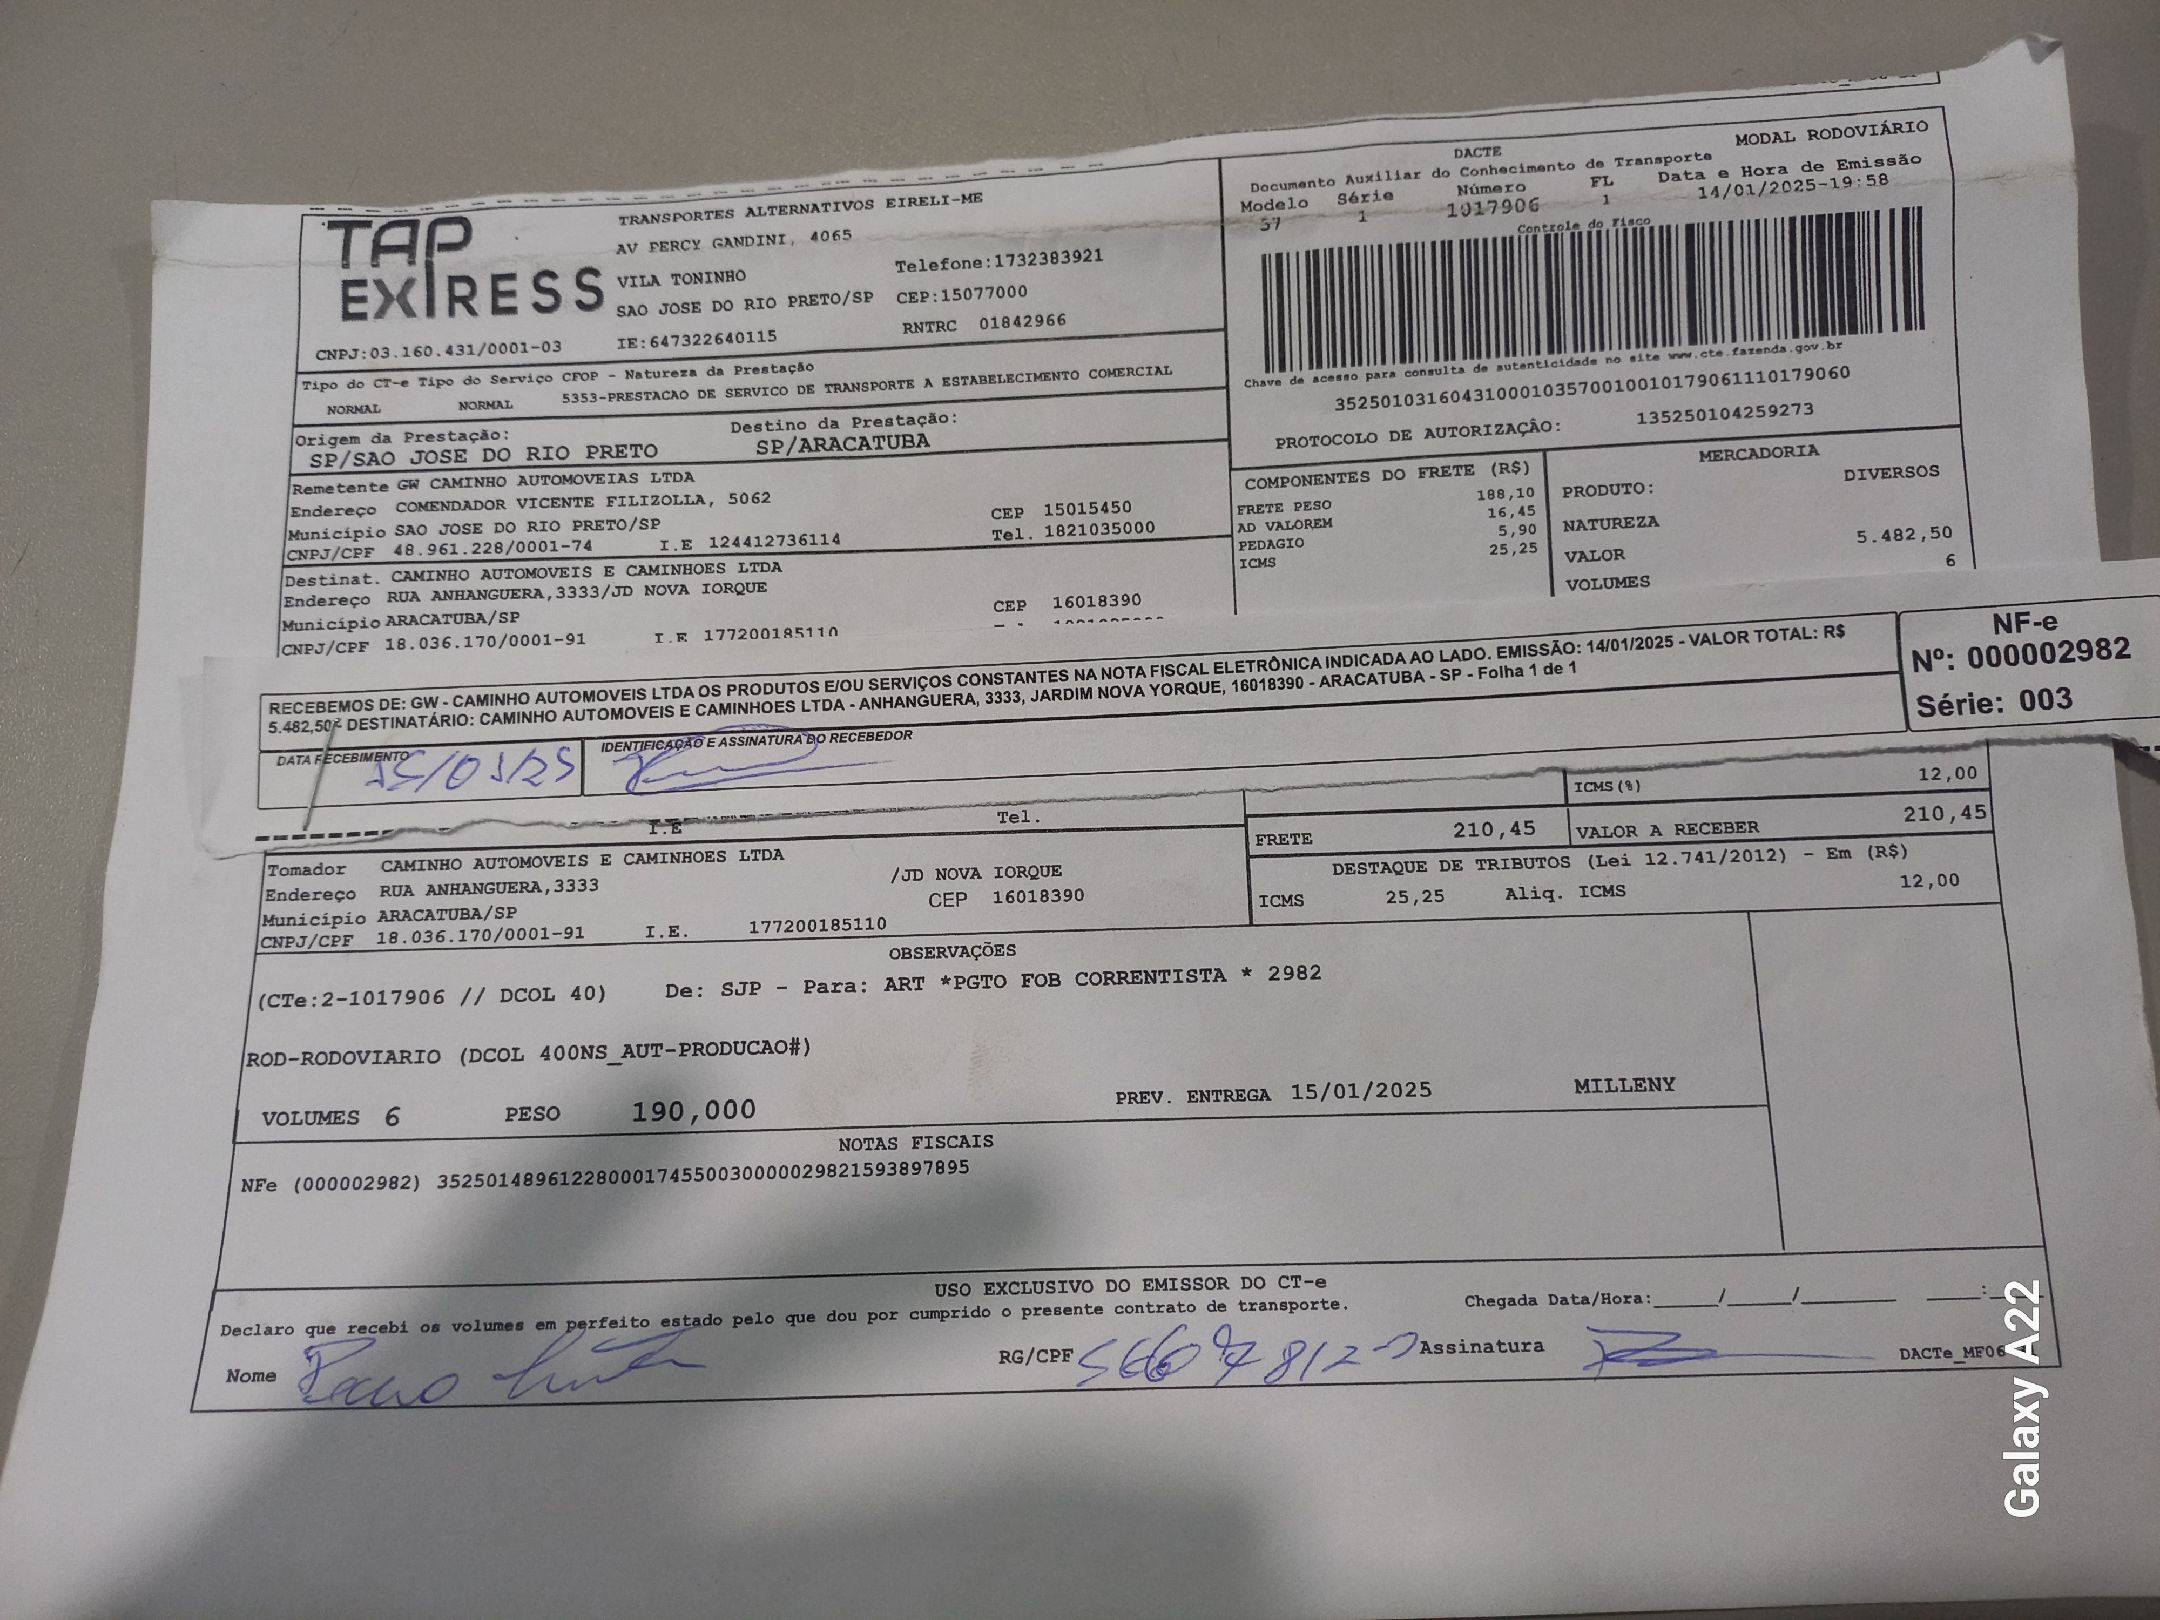 TAP
EXPRESS
TRANSPORTES ALTERNATIVOS EIRELI-ME
AV PERCY GANDINI, 4065
VILA TONINHO Telefone:1732383921
SAO JOSE DO RIO PRETO/SP CEP:15077000
CNPJ:03.160.431/0001-03 IE:647322640115 RNTRC 01842966
DACTE MODAL RODOVIÁRIO
Documento Auxiliar do Conhecimento de Transporte
Modelo Série Número FL Data e Hora de Emissão
57 1 1017906 1 14/01/2025-19:58
Controle do Fisco
Chave de acesso para consulta de autenticidade no site www.cte.fazenda.gov.br
35250103160431000103570010010179061110179060
PROTOCOLO DE AUTORIZAÇÃO: 135250104259273
Tipo do CT-e Tipo do Serviço CFOP - Natureza da Prestação
NORMAL NORMAL 5353-PRESTACAO DE SERVICO DE TRANSPORTE A ESTABELECIMENTO COMERCIAL
Origem da Prestação: Destino da Prestação:
SP/SAO JOSE DO RIO PRETO SP/ARACATUBA
Remetente GW CAMINHO AUTOMOVEIAS LTDA
Endereço COMENDADOR VICENTE FILIZOLLA, 5062
Município SAO JOSE DO RIO PRETO/SP CEP 15015450
CNPJ/CPF 48.961.228/0001-74 I.E 124412736114 Tel. 1821035000
Destinat. CAMINHO AUTOMOVEIS E CAMINHOES LTDA
Endereço RUA ANHANGUERA,3333/JD NOVA IORQUE
Município ARACATUBA/SP CEP 16018390
CNPJ/CPF 18.036.170/0001-91 I.E 177200185110
COMPONENTES DO FRETE (R$)
FRETE PESO 188,10
AD VALOREM 16,45
PEDAGIO 5,90
ICMS 25,25
MERCADORIA
PRODUTO: DIVERSOS
NATUREZA
VALOR 5.482,50
VOLUMES 6
RECEBEMOS DE: GW - CAMINHO AUTOMOVEIS LTDA OS PRODUTOS E/OU SERVIÇOS CONSTANTES NA NOTA FISCAL ELETRÔNICA INDICADA AO LADO. EMISSÃO: 14/01/2025 - VALOR TOTAL: R$
5.482,50 DESTINATÁRIO: CAMINHO AUTOMOVEIS E CAMINHOES LTDA - ANHANGUERA, 3333, JARDIM NOVA YORQUE, 16018390 - ARACATUBA - SP - Folha 1 de 1
NF-e
Nº: 000002982
Série: 003
DATA RECEBIMENTO IDENTIFICAÇÃO E ASSINATURA DO RECEBEDOR
15/01/25
I.E Tel.
ICMS(%) 12,00
FRETE 210,45 VALOR A RECEBER 210,45
DESTAQUE DE TRIBUTOS (Lei 12.741/2012) - Em (R$)
ICMS 25,25 Aliq. ICMS 12,00
Tomador CAMINHO AUTOMOVEIS E CAMINHOES LTDA
Endereço RUA ANHANGUERA,3333 /JD NOVA IORQUE
Município ARACATUBA/SP CEP 16018390
CNPJ/CPF 18.036.170/0001-91 I.E. 177200185110
OBSERVAÇÕES
(CTe:2-1017906 // DCOL 40) De: SJP - Para: ART *PGTO FOB CORRENTISTA * 2982
ROD-RODOVIARIO (DCOL 400NS_AUT-PRODUCAO#)
VOLUMES 6 PESO 190,000 PREV. ENTREGA 15/01/2025 MILLENY
NOTAS FISCAIS
NFe (000002982) 35250148961228000174550030000029821593897895
USO EXCLUSIVO DO EMISSOR DO CT-e
Declaro que recebi os volumes em perfeito estado pelo que dou por cumprido o presente contrato de transporte. Chegada Data/Hora:____/____/______ ___:___
Nome RG/CPF Assinatura DACTe_MF06
Galaxy A22